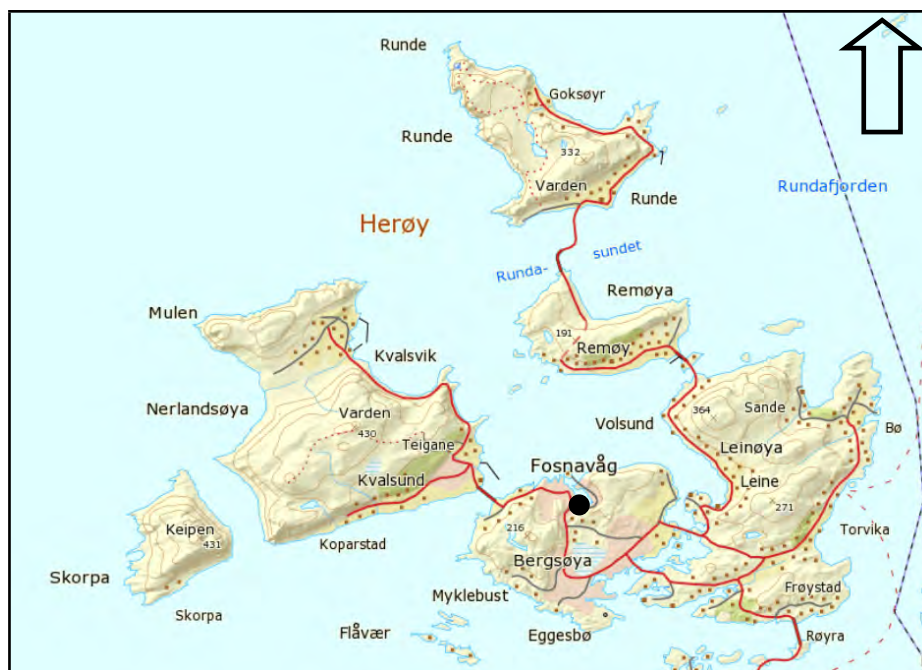 Runde
Goksøyr
Runde
332
Varden
Runde
Rundafjorden
Herøy
Runda-
sundet
Remøya
Mulen
191
Remøy
Kvalsvik
Nerlandsøya
Varden
430
Teigane
Volsund
364
Sande
Bø
Leinøya
Fosnavåg
Leine
Kvalsund
271
Keipen
431
216
Torvika
Koparstad
Bergsøya
Skorpa
Frøystad
Myklebust
Skorpa
Flåvær
Eggesbø
Røyra